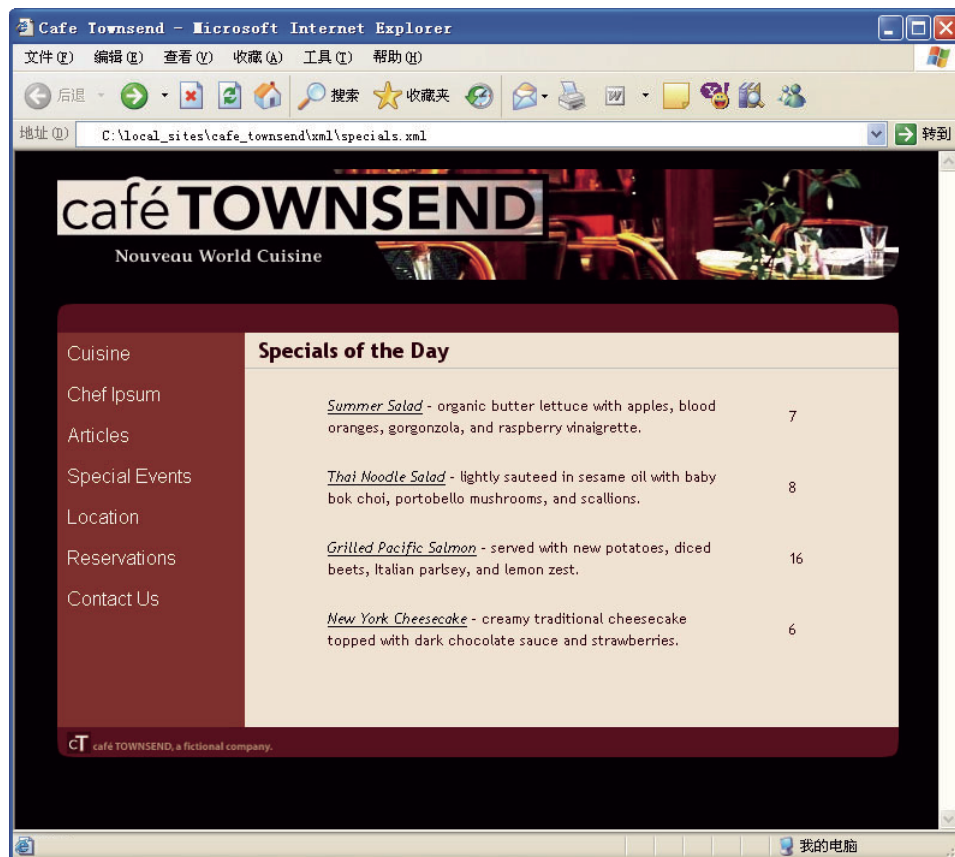 Cafe Townsend - Microsoft Internet Explorer
文件(F) 编辑(E) 查看(V) 收藏(A) 工具(T) 帮助(H)
后退 搜索 收藏夹
地址(D) C:\local_sites\cafe_townsend\xml\specials.xml 转到
café TOWNSEND
Nouveau World Cuisine
Cuisine
Chef Ipsum
Articles
Special Events
Location
Reservations
Contact Us
Specials of the Day
Summer Salad - organic butter lettuce with apples, blood
oranges, gorgonzola, and raspberry vinaigrette.
7
Thai Noodle Salad - lightly sauteed in sesame oil with baby
bok choi, portobello mushrooms, and scallions.
8
Grilled Pacific Salmon - served with new potatoes, diced
beets, Italian parlsey, and lemon zest.
16
New York Cheesecake - creamy traditional cheesecake
topped with dark chocolate sauce and strawberries.
6
cT café TOWNSEND, a fictional company.
我的电脑